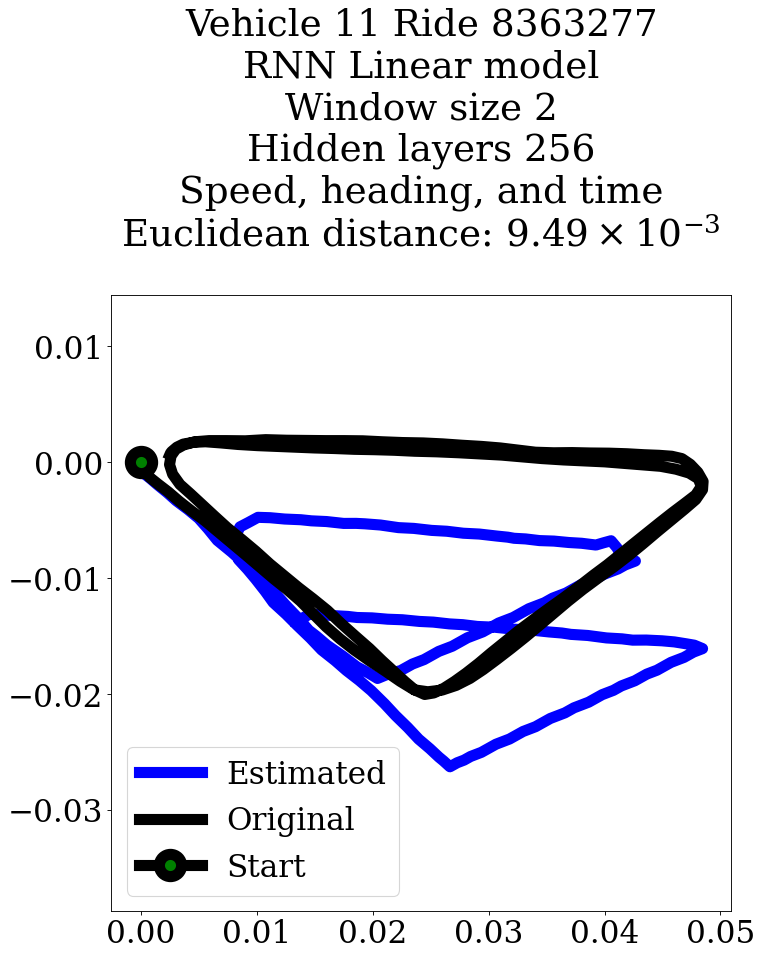 Vehicle 11 Ride 8363277
RNN Linear model
Window size 2
Hidden layers 256
Speed, heading, and time
Euclidean distance: 9.49 × 10⁻³
0.01
0.00
−0.01
−0.02
−0.03
Estimated
Original
Start
0.00 0.01 0.02 0.03 0.04 0.05